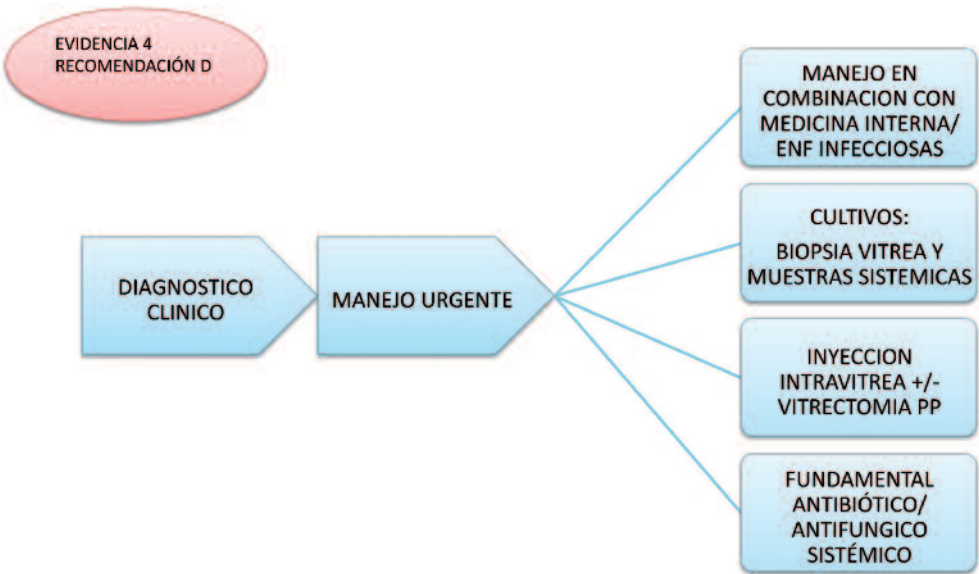 EVIDENCIA 4
RECOMENDACIÓN D
DIAGNOSTICO
CLINICO
MANEJO URGENTE
MANEJO EN
COMBINACION CON
MEDICINA INTERNA/
ENF INFECCIOSAS
CULTIVOS:
BIOPSIA VITREA Y
MUESTRAS SISTEMICAS
INYECCION
INTRAVITREA +/-
VITRECTOMIA PP
FUNDAMENTAL
ANTIBIÓTICO/
ANTIFUNGICO
SISTÉMICO